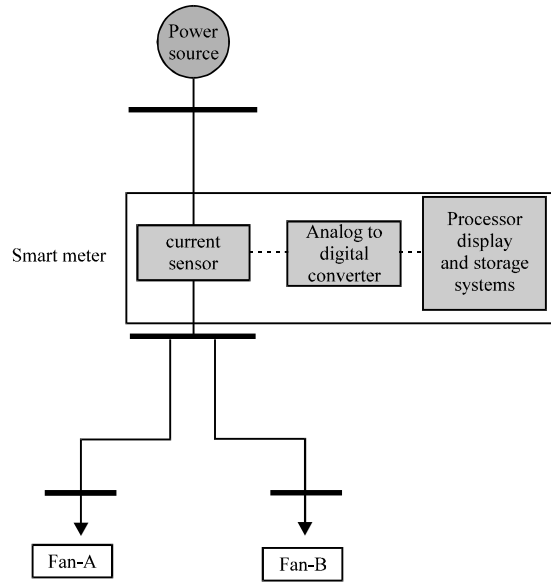 Power
source
Smart meter
current
sensor
Analog to
digital
converter
Processor
display
and storage
systems
Fan-A
Fan-B